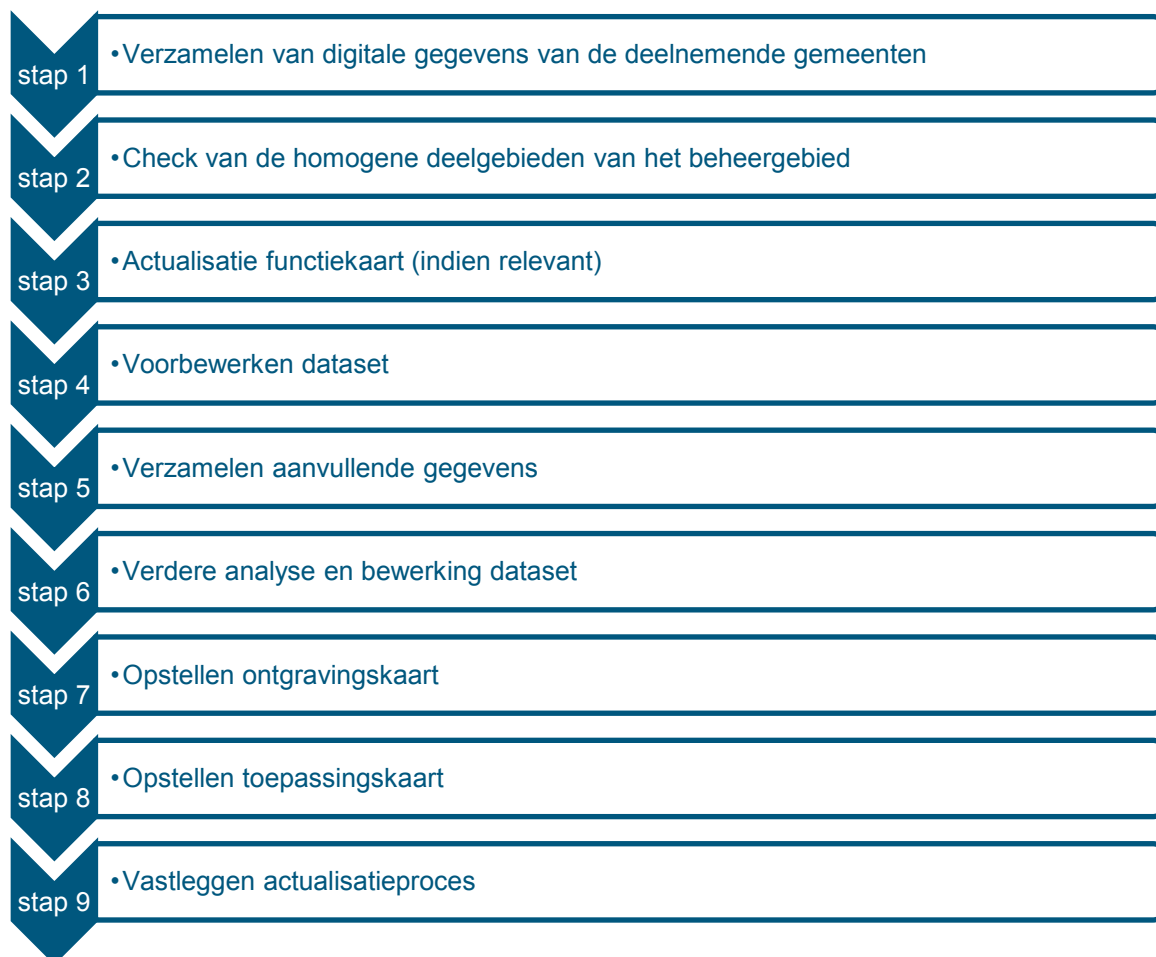 stap 1
•Verzamelen van digitale gegevens van de deelnemende gemeenten
stap 2
•Check van de homogene deelgebieden van het beheergebied
stap 3
•Actualisatie functiekaart (indien relevant)
stap 4
•Voorbewerken dataset
stap 5
•Verzamelen aanvullende gegevens
stap 6
•Verdere analyse en bewerking dataset
stap 7
•Opstellen ontgravingskaart
stap 8
•Opstellen toepassingskaart
stap 9
•Vastleggen actualisatieproces